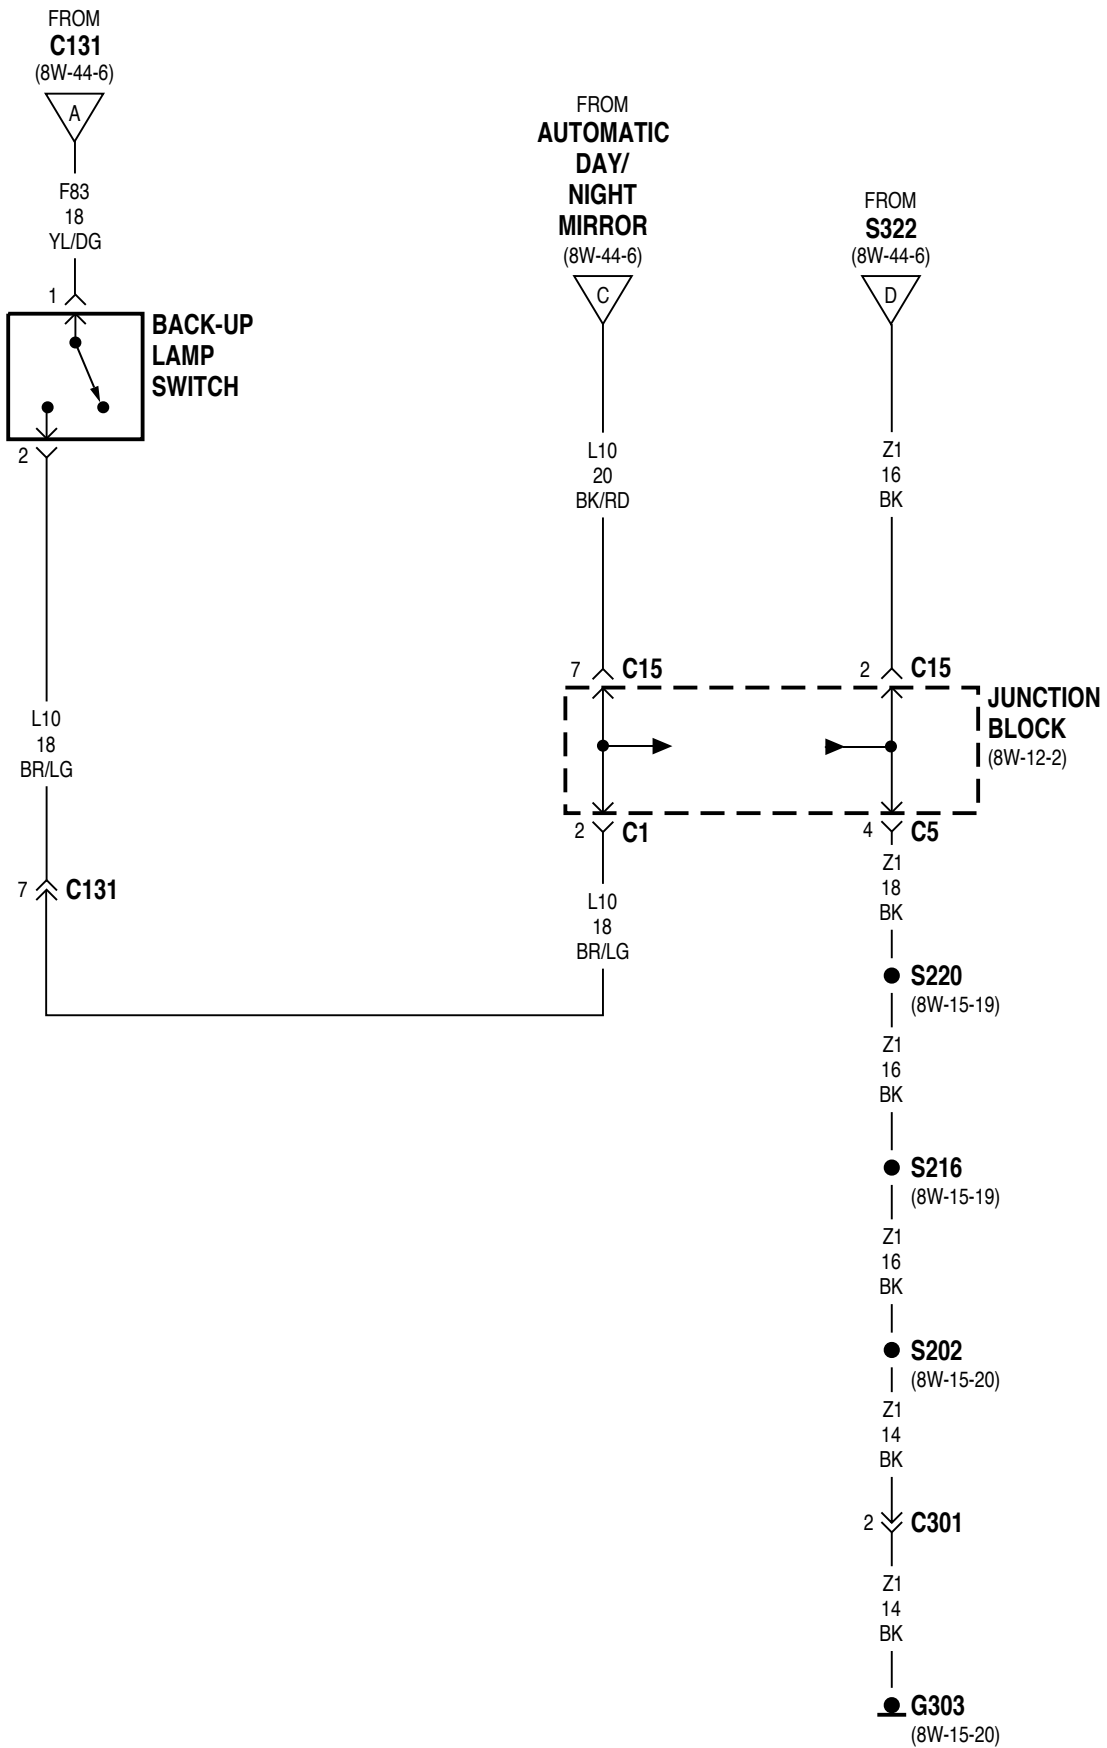 FROM
C131
(8W-44-6)
A
F83
18
YL/DG
1
BACK-UP
LAMP
SWITCH
2
L10
18
BR/LG
7 C131
FROM
AUTOMATIC
DAY/
NIGHT
MIRROR
(8W-44-6)
C
L10
20
BK/RD
7 C15
2 C1
L10
18
BR/LG
FROM
S322
(8W-44-6)
D
Z1
16
BK
2 C15
JUNCTION
BLOCK
(8W-12-2)
4 C5
Z1
18
BK
S220
(8W-15-19)
Z1
16
BK
S216
(8W-15-19)
Z1
16
BK
S202
(8W-15-20)
Z1
14
BK
2 C301
Z1
14
BK
G303
(8W-15-20)